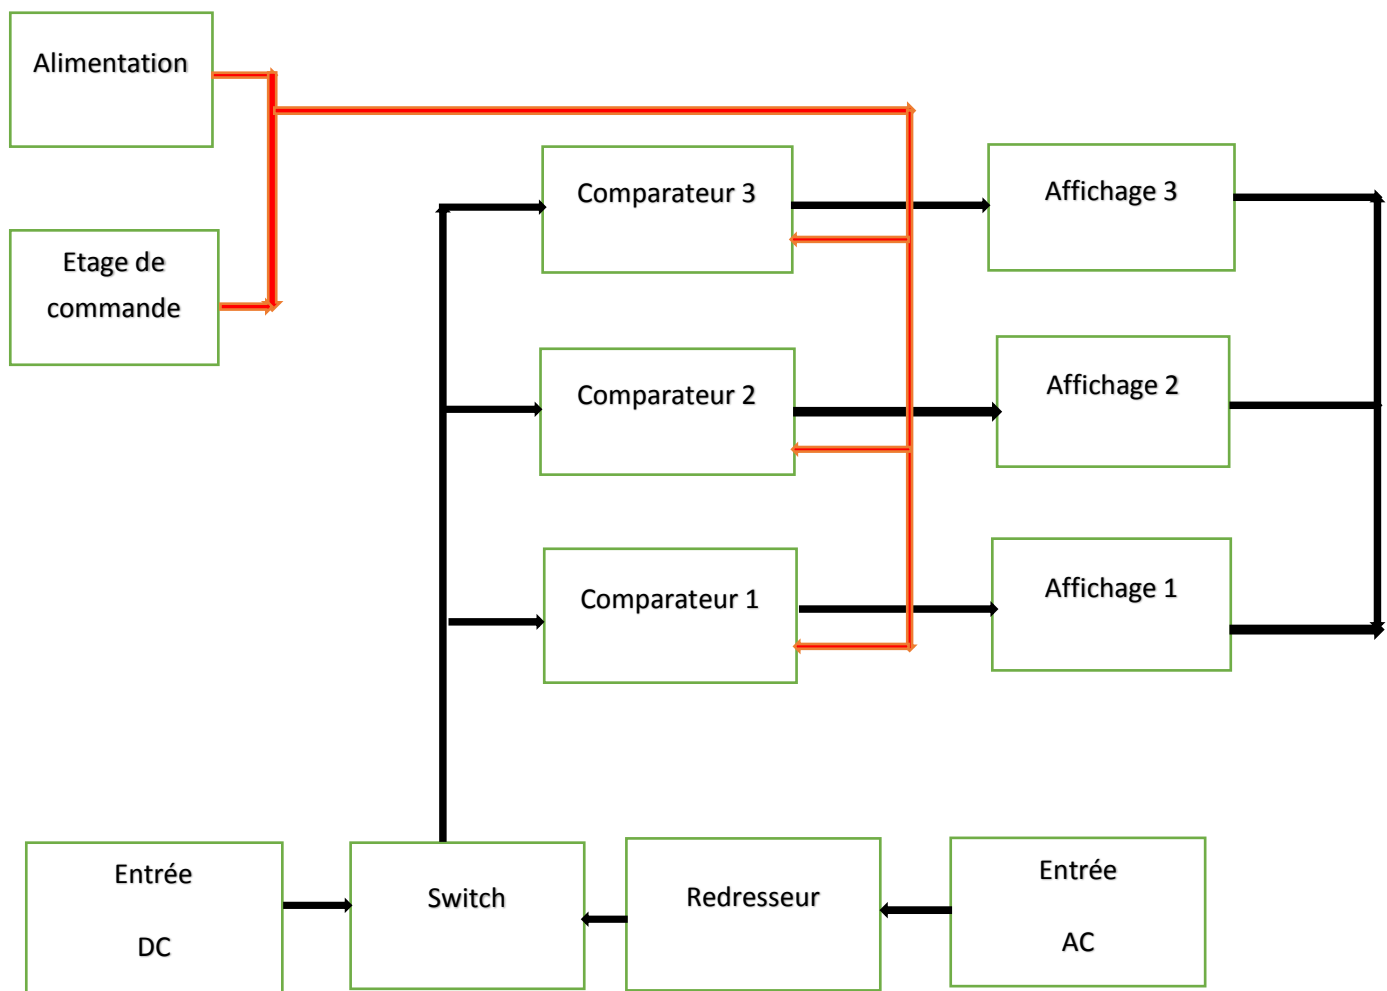 Alimentation
Etage de
commande
Comparateur 3
Affichage 3
Comparateur 2
Affichage 2
Comparateur 1
Affichage 1
Entrée
DC
Switch
Redresseur
Entrée
AC